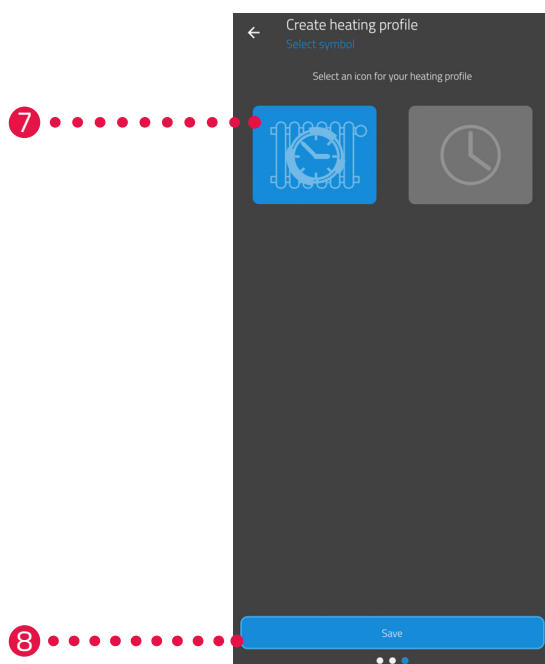 Create heating profile
Select symbol
Select an icon for your heating profile
7
8
Save